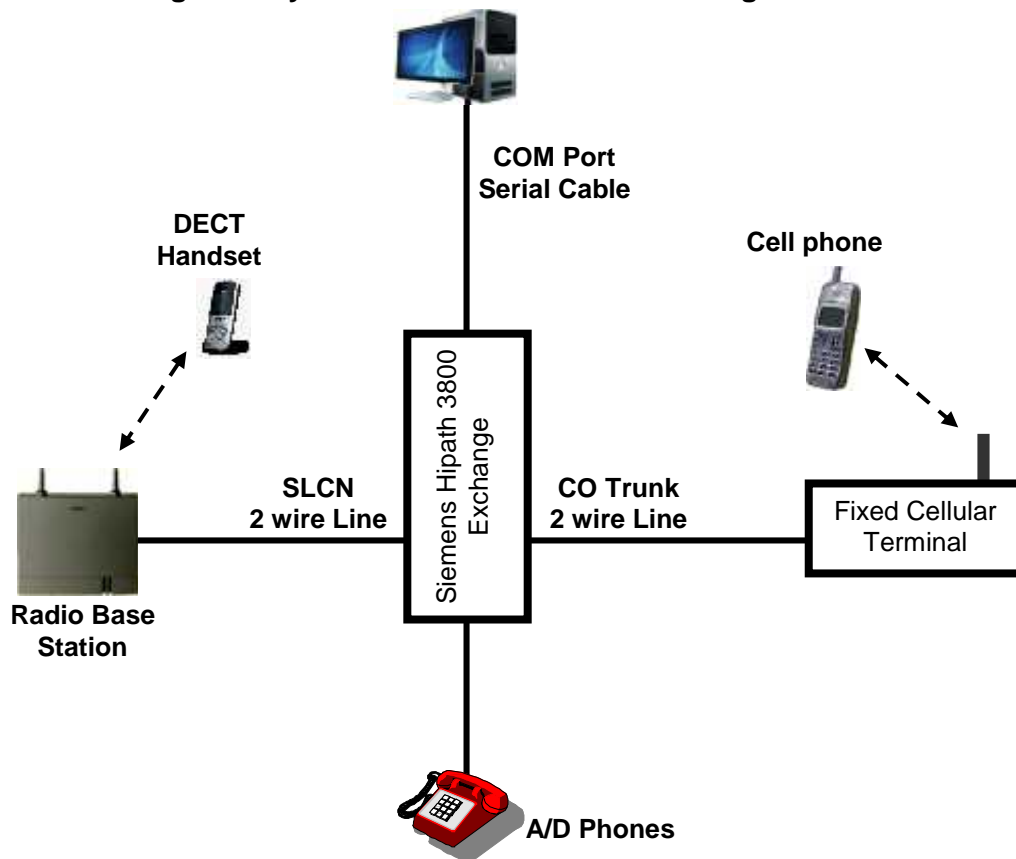 COM Port
Serial Cable
DECT
Handset
Cell phone
Siemens Hipath 3800
Exchange
SLCN
2 wire Line
CO Trunk
2 wire Line
Fixed Cellular
Terminal
Radio Base
Station
A/D Phones